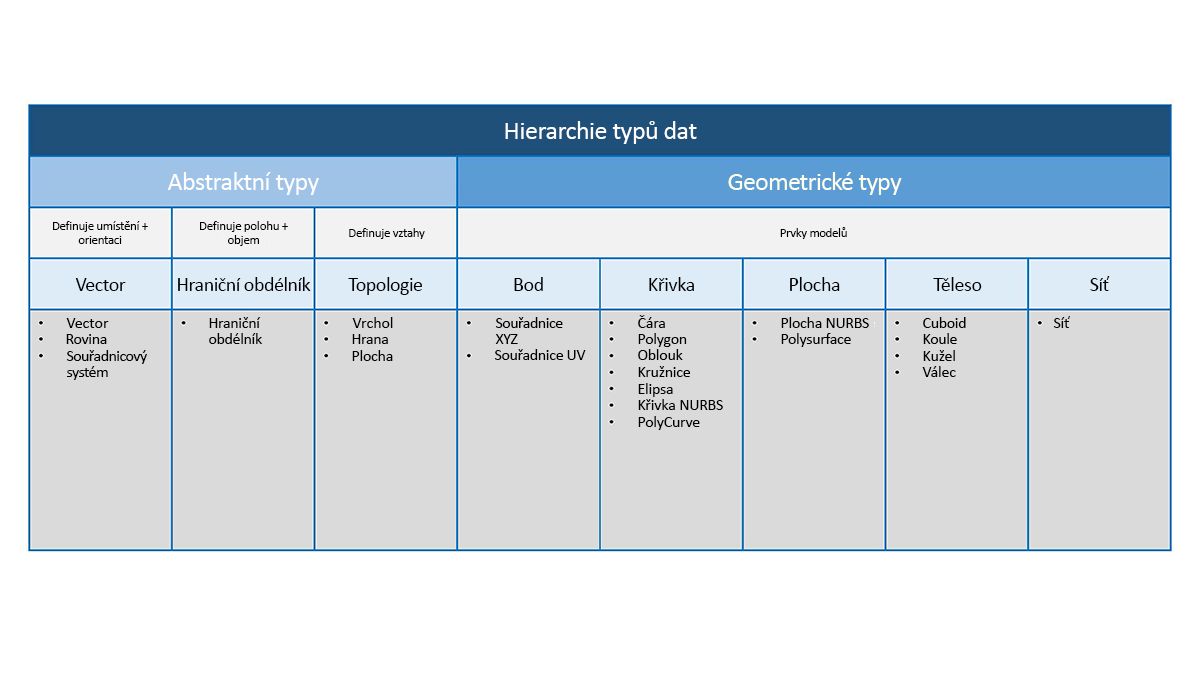 Hierarchie typů dat
Abstraktní typy
Geometrické typy
Definuje umístění +
orientaci
Definuje polohu +
objem
Definuje vztahy
Prvky modelů
Vector
Hraniční obdélník
Topologie
Bod
Křivka
Plocha
Těleso
Síť
• Vector
• Rovina
• Souřadnicový
systém
• Hraniční
obdélník
• Vrchol
• Hrana
• Plocha
• Souřadnice
XYZ
• Souřadnice UV
• Čára
• Polygon
• Oblouk
• Kružnice
• Elipsa
• Křivka NURBS
• PolyCurve
• Plocha NURBS
• Polysurface
• Cuboid
• Koule
• Kužel
• Válec
• Síť